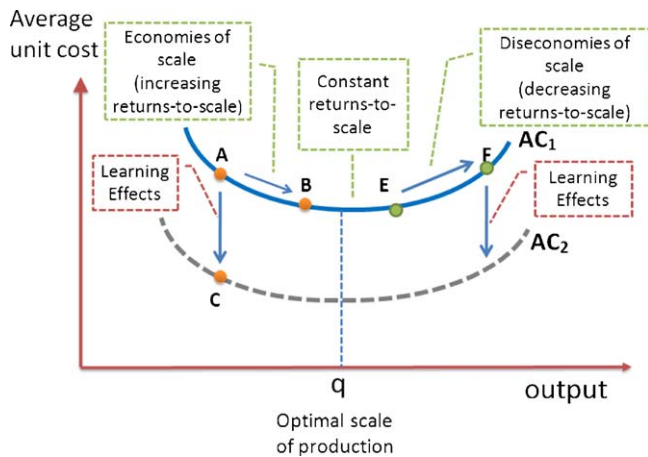 Average
unit cost
Economies of
scale
(increasing
returns-to-scale)
Constant
returns-to-
scale
Diseconomies of
scale
(decreasing
returns-to-scale)
AC1
A
B
E
F
Learning
Effects
Learning
Effects
AC2
C
q
output
Optimal scale
of production